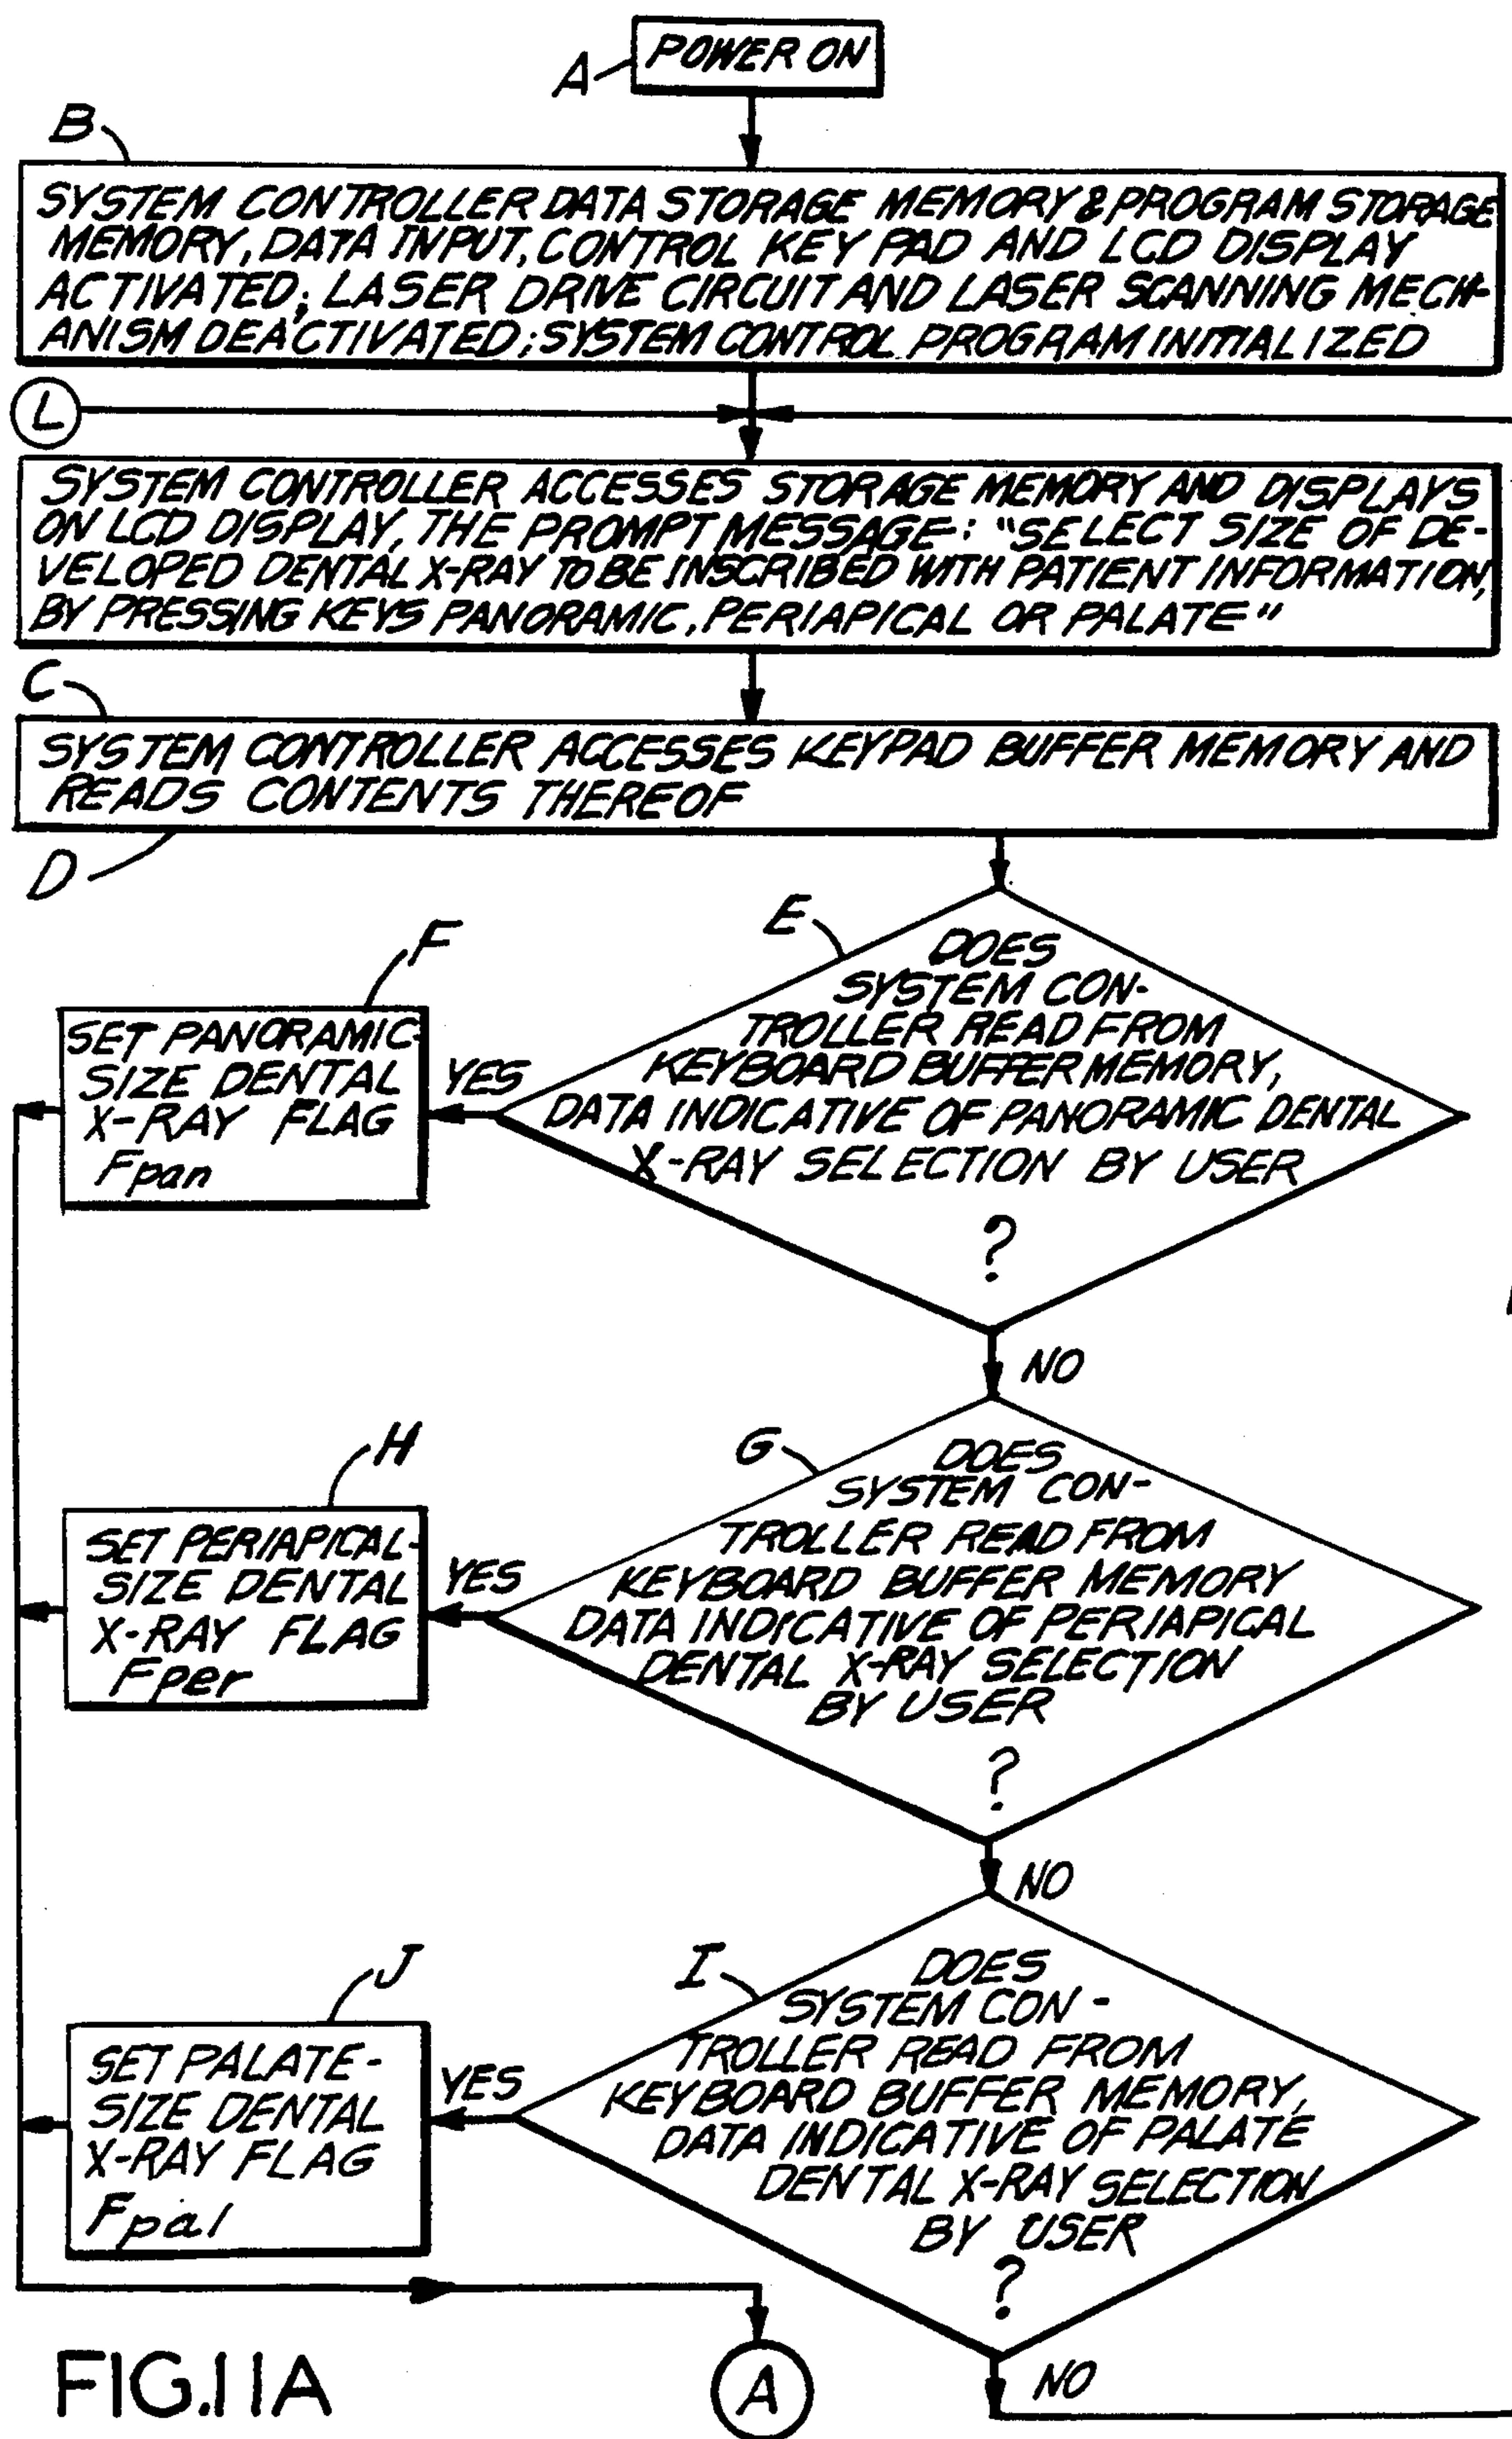 POWER ON
A
B
SYSTEM CONTROLLER DATA STORAGE MEMORY & PROGRAM STORAGE
MEMORY, DATA INPUT, CONTROL KEY PAD AND LCD DISPLAY
ACTIVATED; LASER DRIVE CIRCUIT AND LASER SCANNING MECH-
ANISM DEACTIVATED; SYSTEM CONTROL PROGRAM INITIALIZED
L
SYSTEM CONTROLLER ACCESSES STORAGE MEMORY AND DISPLAYS
ON LCD DISPLAY, THE PROMPT MESSAGE: "SELECT SIZE OF DE-
VELOPED DENTAL X-RAY TO BE INSCRIBED WITH PATIENT INFORMATION,
BY PRESSING KEYS PANORAMIC, PERIAPICAL OR PALATE"
C
SYSTEM CONTROLLER ACCESSES KEYPAD BUFFER MEMORY AND
READS CONTENTS THEREOF
D
E
DOES
SYSTEM CON-
TROLLER READ FROM
KEYBOARD BUFFER MEMORY,
DATA INDICATIVE OF PANORAMIC DENTAL
X-RAY SELECTION BY USER
?
F
SET PANORAMIC-
SIZE DENTAL
X-RAY FLAG
Fpan
YES
NO
G
DOES
SYSTEM CON-
TROLLER READ FROM
KEYBOARD BUFFER MEMORY
DATA INDICATIVE OF PERIAPICAL
DENTAL X-RAY SELECTION
BY USER
?
H
SET PERIAPICAL-
SIZE DENTAL
X-RAY FLAG
Fper
YES
NO
I
DOES
SYSTEM CON-
TROLLER READ FROM
KEYBOARD BUFFER MEMORY,
DATA INDICATIVE OF PALATE
DENTAL X-RAY SELECTION
BY USER
?
J
SET PALATE-
SIZE DENTAL
X-RAY FLAG
Fpal
YES
NO
A
FIG.11A